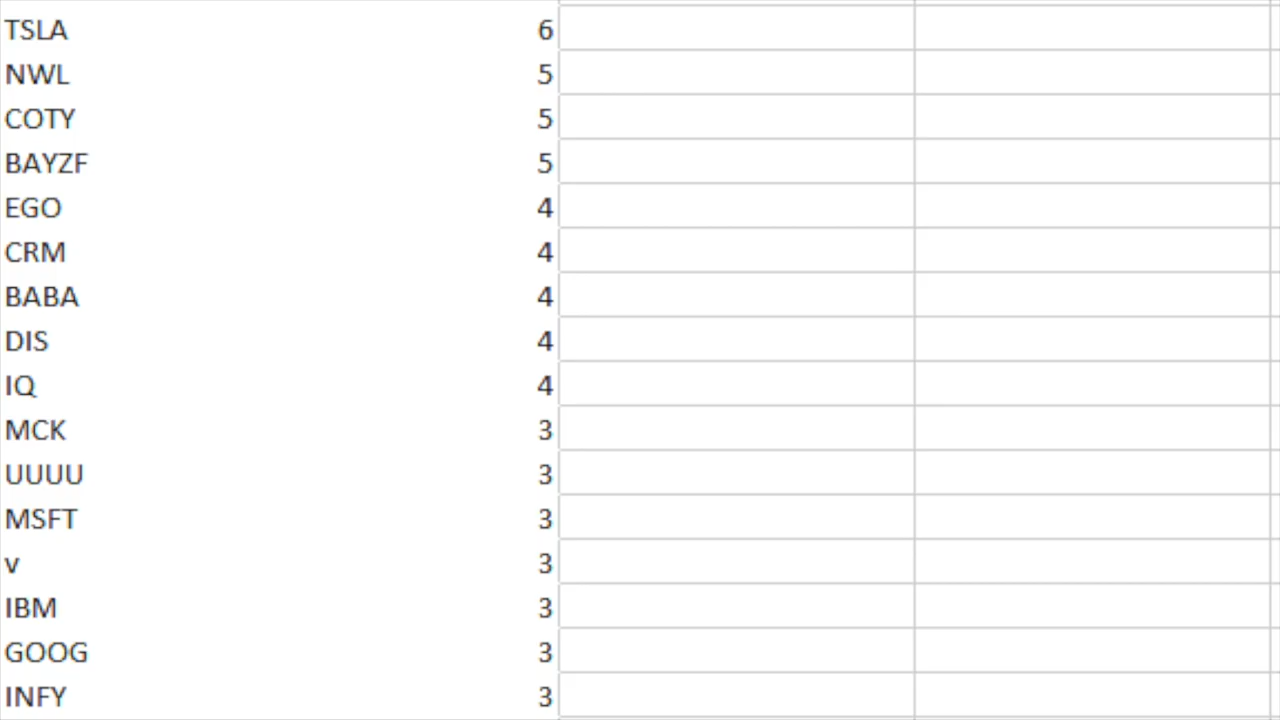 TSLA 6
NWL 5
COTY 5
BAYZF 5
EGO 4
CRM 4
BABA 4
DIS 4
IQ 4
MCK 3
UUUU 3
MSFT 3
v 3
IBM 3
GOOG 3
INFY 3